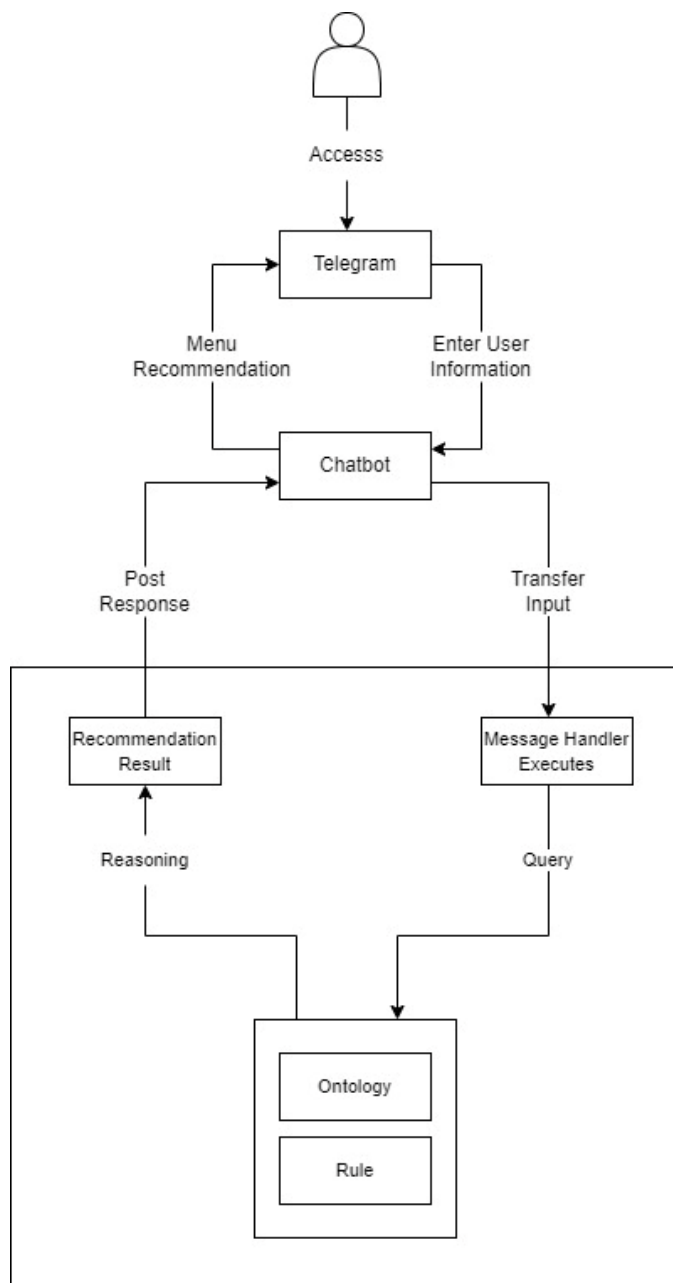 Accesss
Telegram
Menu
Recommendation
Enter User
Information
Chatbot
Post
Response
Transfer
Input
Recommendation
Result
Message Handler
Executes
Reasoning
Query
Ontology
Rule